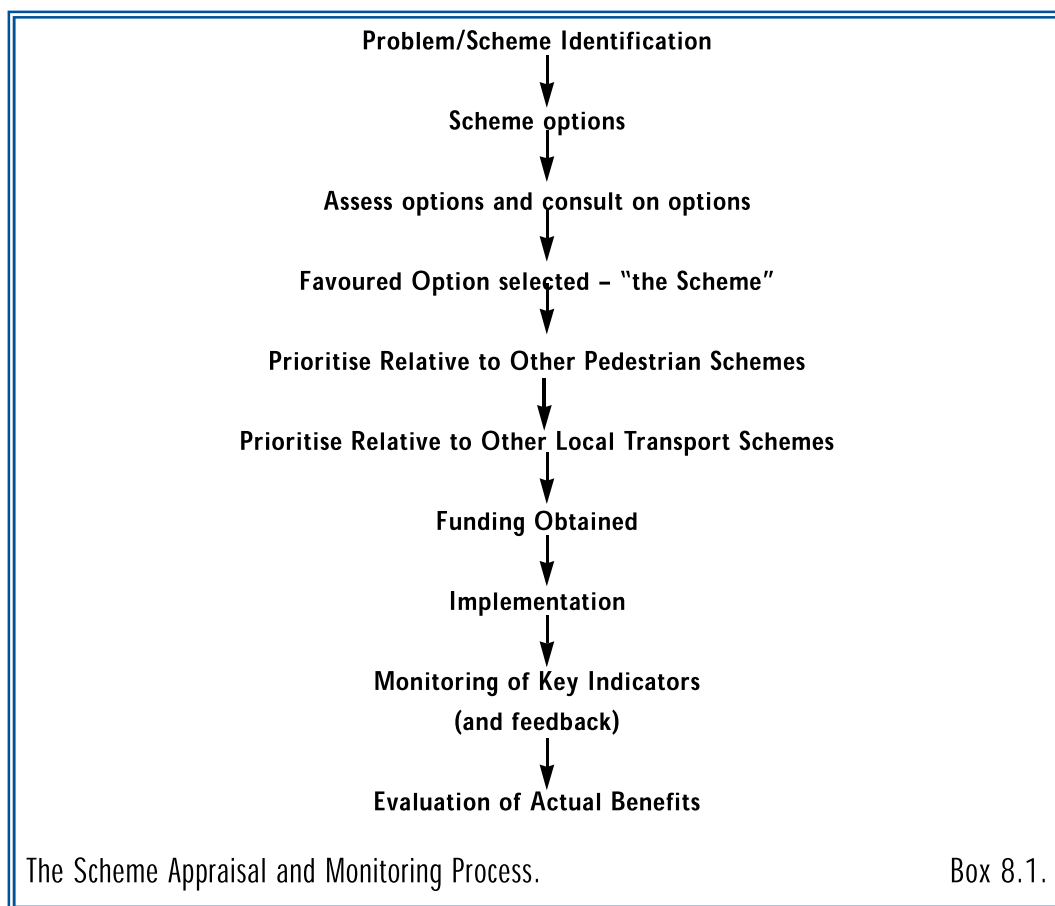 Problem/Scheme Identification
Scheme options
Assess options and consult on options
Favoured Option selected – “the Scheme”
Prioritise Relative to Other Pedestrian Schemes
Prioritise Relative to Other Local Transport Schemes
Funding Obtained
Implementation
Monitoring of Key Indicators
(and feedback)
Evaluation of Actual Benefits
The Scheme Appraisal and Monitoring Process. Box 8.1.